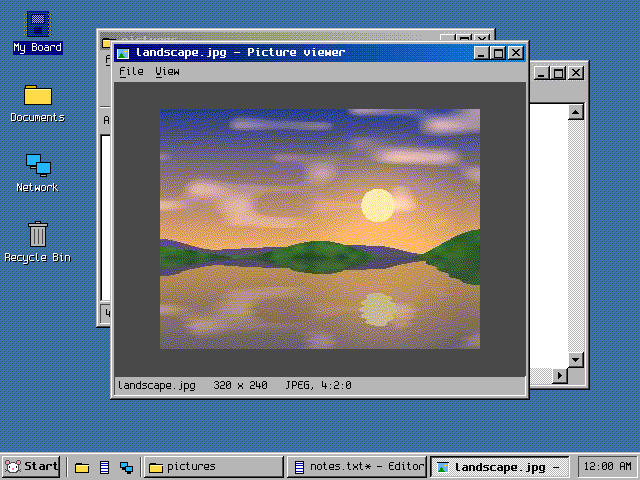 My Board
Documents
Network
Recycle Bin
pictures
landscape.jpg - Picture viewer
File View
landscape.jpg 320 x 240 JPEG, 4:2:0
Start
pictures
notes.txt* - Editor
landscape.jpg -
12:00 AM